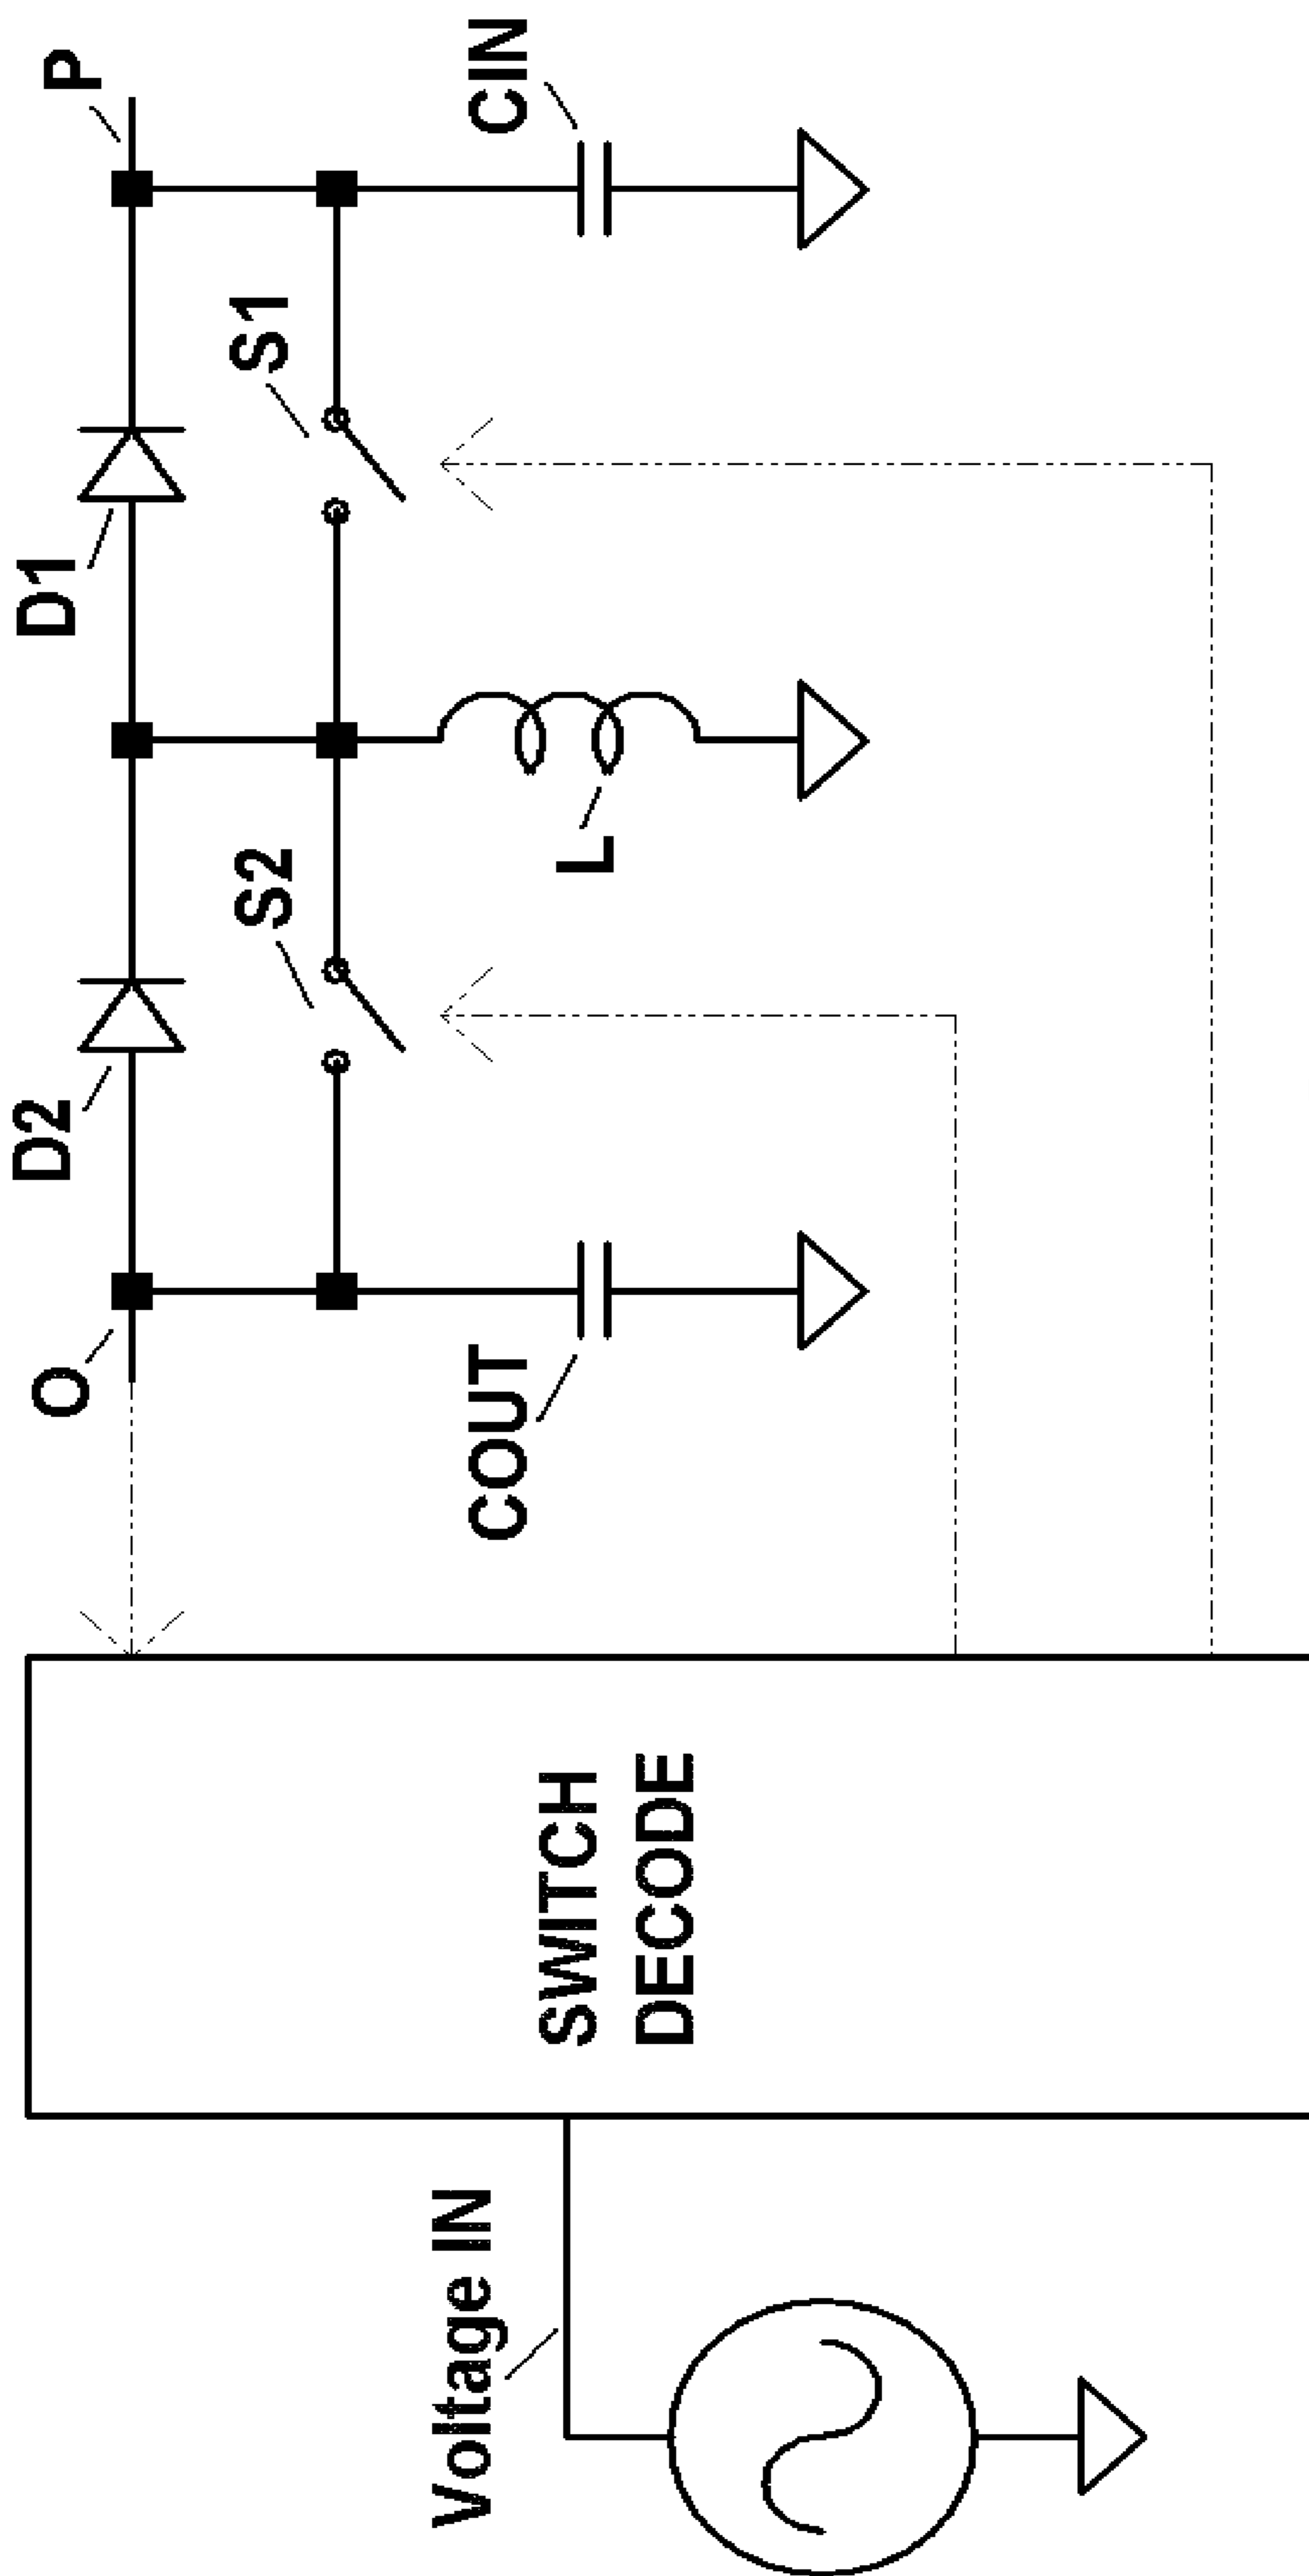 P
CIN
S1
D1
L
S2
D2
O
COUT
SWITCH
DECODE
Voltage IN